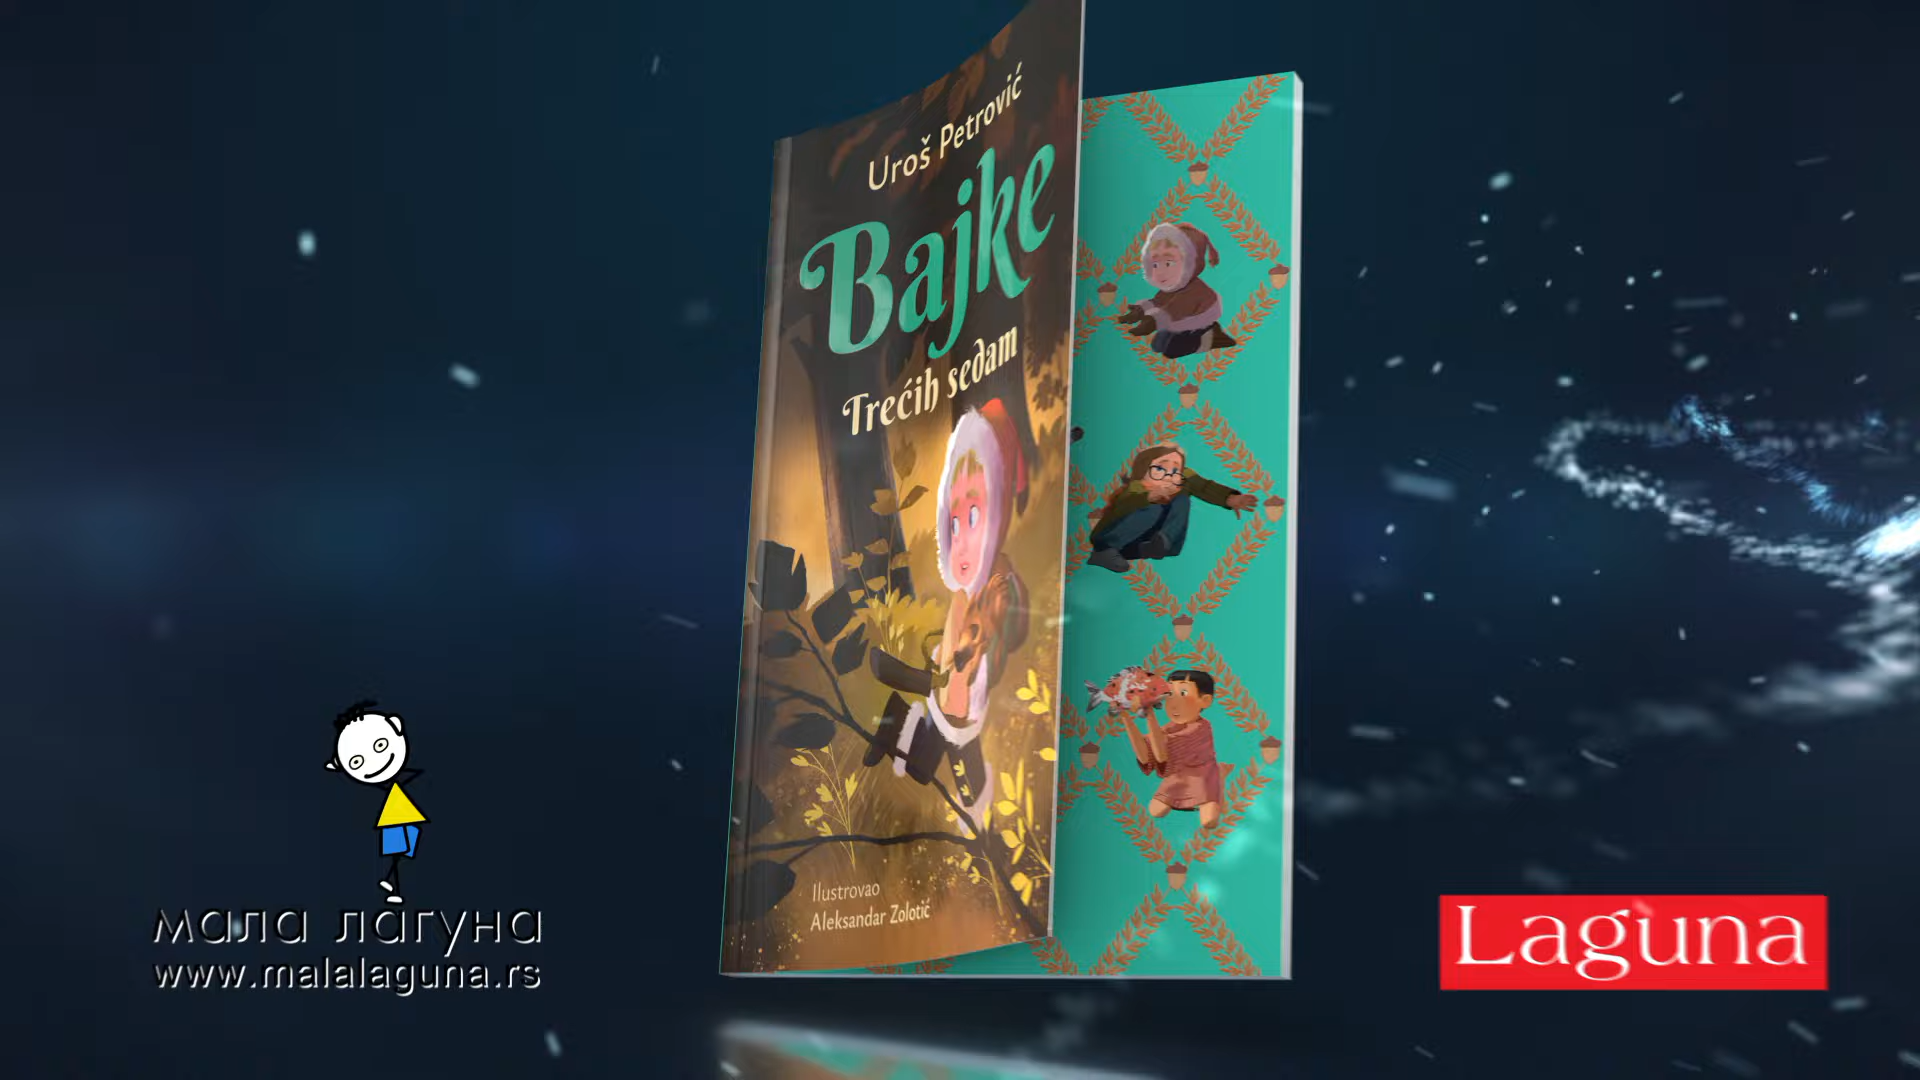 Uroš Petrović
Bajke
Trećih sedam
Ilustrovao
Aleksandar Zolotić
мала лагуна
www.malalaguna.rs
Laguna